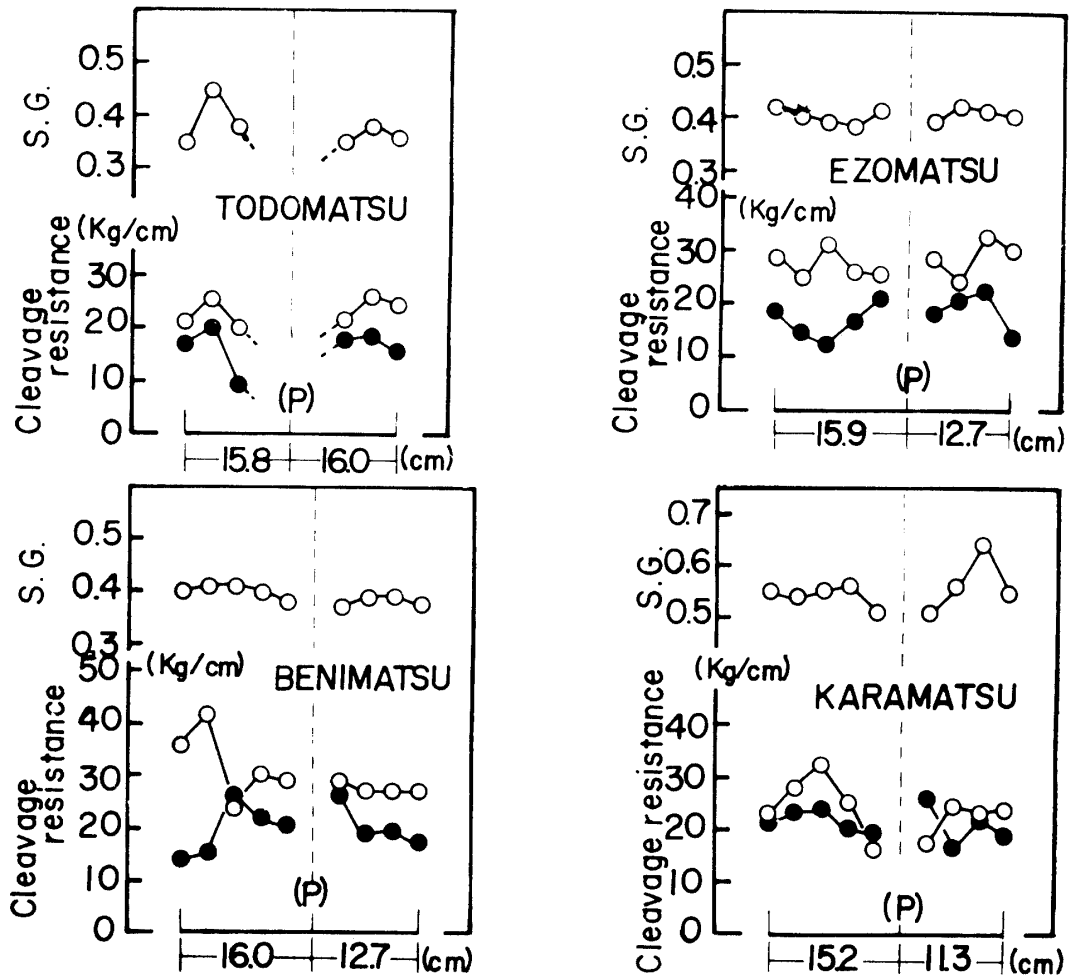 S. G.
0.5
0.4
0.3
TODOMATSU
(Kg/cm)
Cleavage
resistance
30
20
10
0
(P)
15.8
16.0
(cm)
S. G.
0.5
0.4
0.3
EZOMATSU
(Kg/cm)
Cleavage
resistance
40
30
20
10
0
(P)
15.9
12.7
(cm)
S. G.
0.5
0.4
0.3
(Kg/cm)
BENIMATSU
Cleavage
resistance
50
40
30
20
10
0
(P)
16.0
12.7
(cm)
S. G.
0.7
0.6
0.5
(Kg/cm)
KARAMATSU
Cleavage resistance
40
30
20
10
0
(P)
15.2
11.3
(cm)